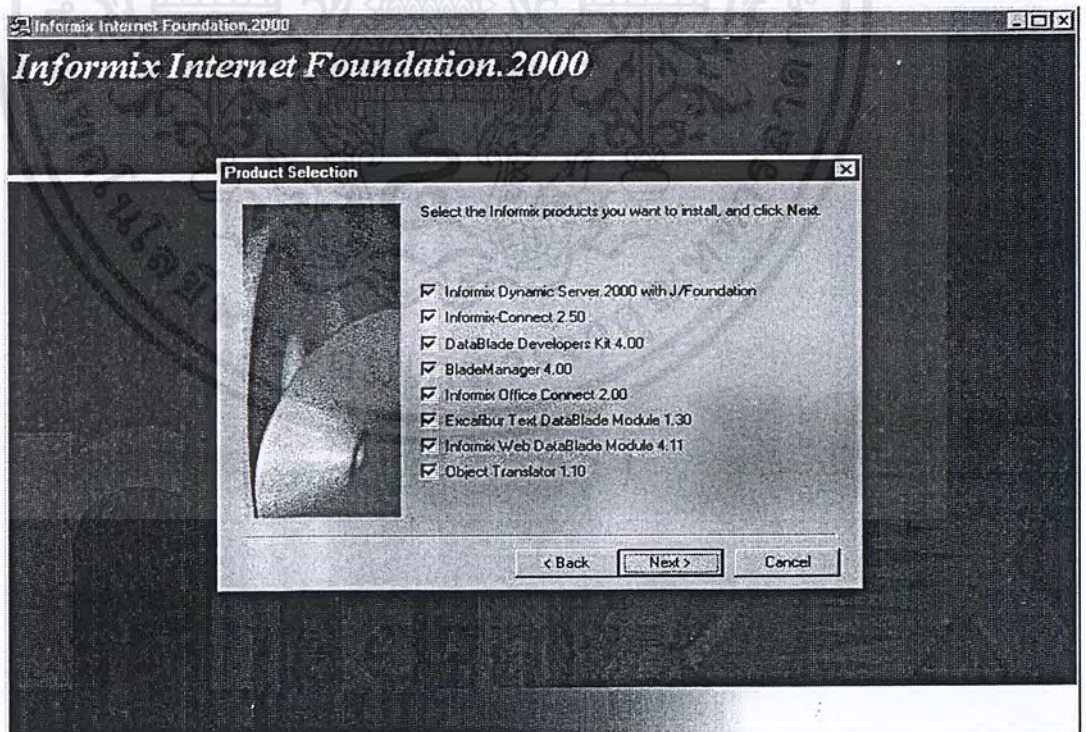 Informix Internet Foundation.2000
Informix Internet Foundation.2000
Product Selection
Select the Informix products you want to install, and click Next.
Informix Dynamic Server.2000 with J/Foundation
Informix-Connect 2.50
DataBlade Developers Kit 4.00
BladeManager 4.00
Informix Office Connect 2.00
Excalibur Text DataBlade Module 1.30
Informix Web DataBlade Module 4.11
Object Translator 1.10
< Back Next > Cancel